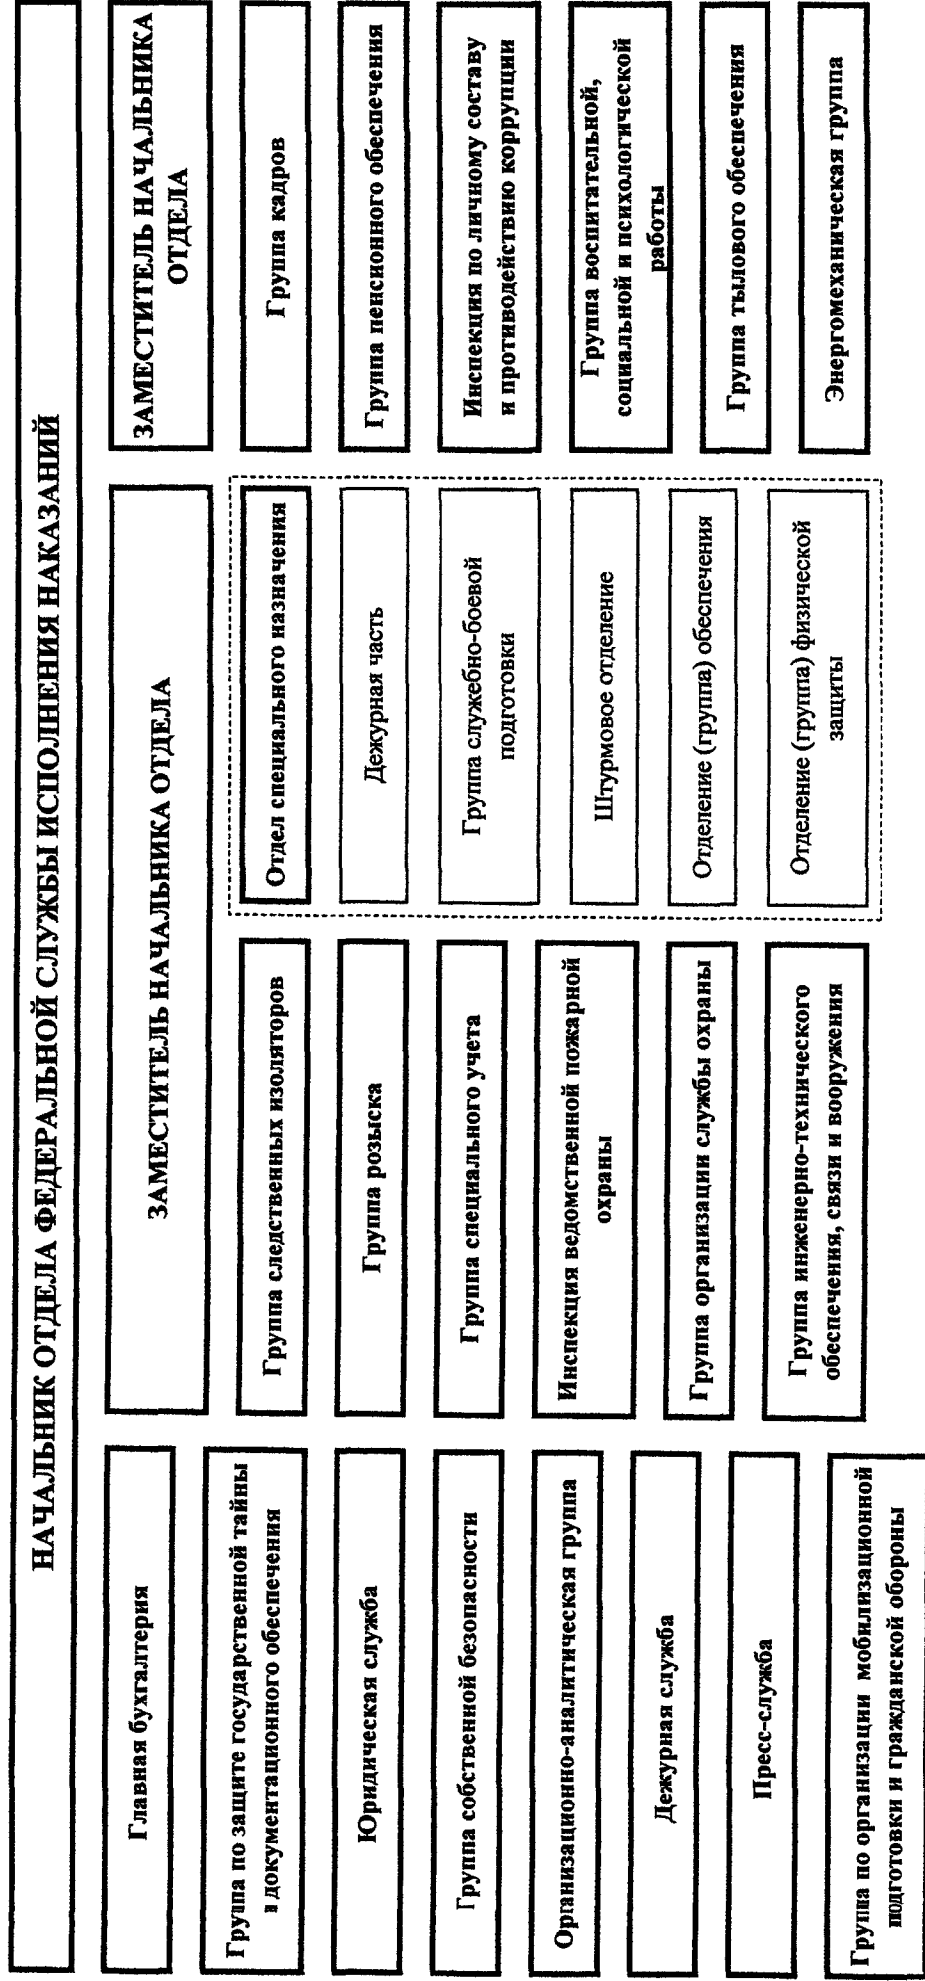 НАЧАЛЬНИК ОТДЕЛА ФЕДЕРАЛЬНОЙ СЛУЖБЫ ИСПОЛНЕНИЯ НАКАЗАНИЙ
Главная бухгалтерия
Группа по защите государственной тайны
и документационного обеспечения
Юридическая служба
Группа собственной безопасности
Организационно-аналитическая группа
Дежурная служба
Пресс-служба
Группа по организации мобилизационной
подготовки и гражданской обороны
ЗАМЕСТИТЕЛЬ НАЧАЛЬНИКА ОТДЕЛА
Группа следственных изоляторов
Группа розыска
Группа специального учета
Инспекция ведомственной пожарной
охраны
Группа организации службы охраны
Группа инженерно-технического
обеспечения, связи и вооружения
Отдел специального назначения
Дежурная часть
Группа служебно-боевой
подготовки
Штурмовое отделение
Отделение (группа) обеспечения
Отделение (группа) физической
защиты
ЗАМЕСТИТЕЛЬ НАЧАЛЬНИКА
ОТДЕЛА
Группа кадров
Группа пенсионного обеспечения
Инспекция по личному составу
и противодействию коррупции
Группа воспитательной,
социальной и психологической
работы
Группа тылового обеспечения
Энергомеханическая группа